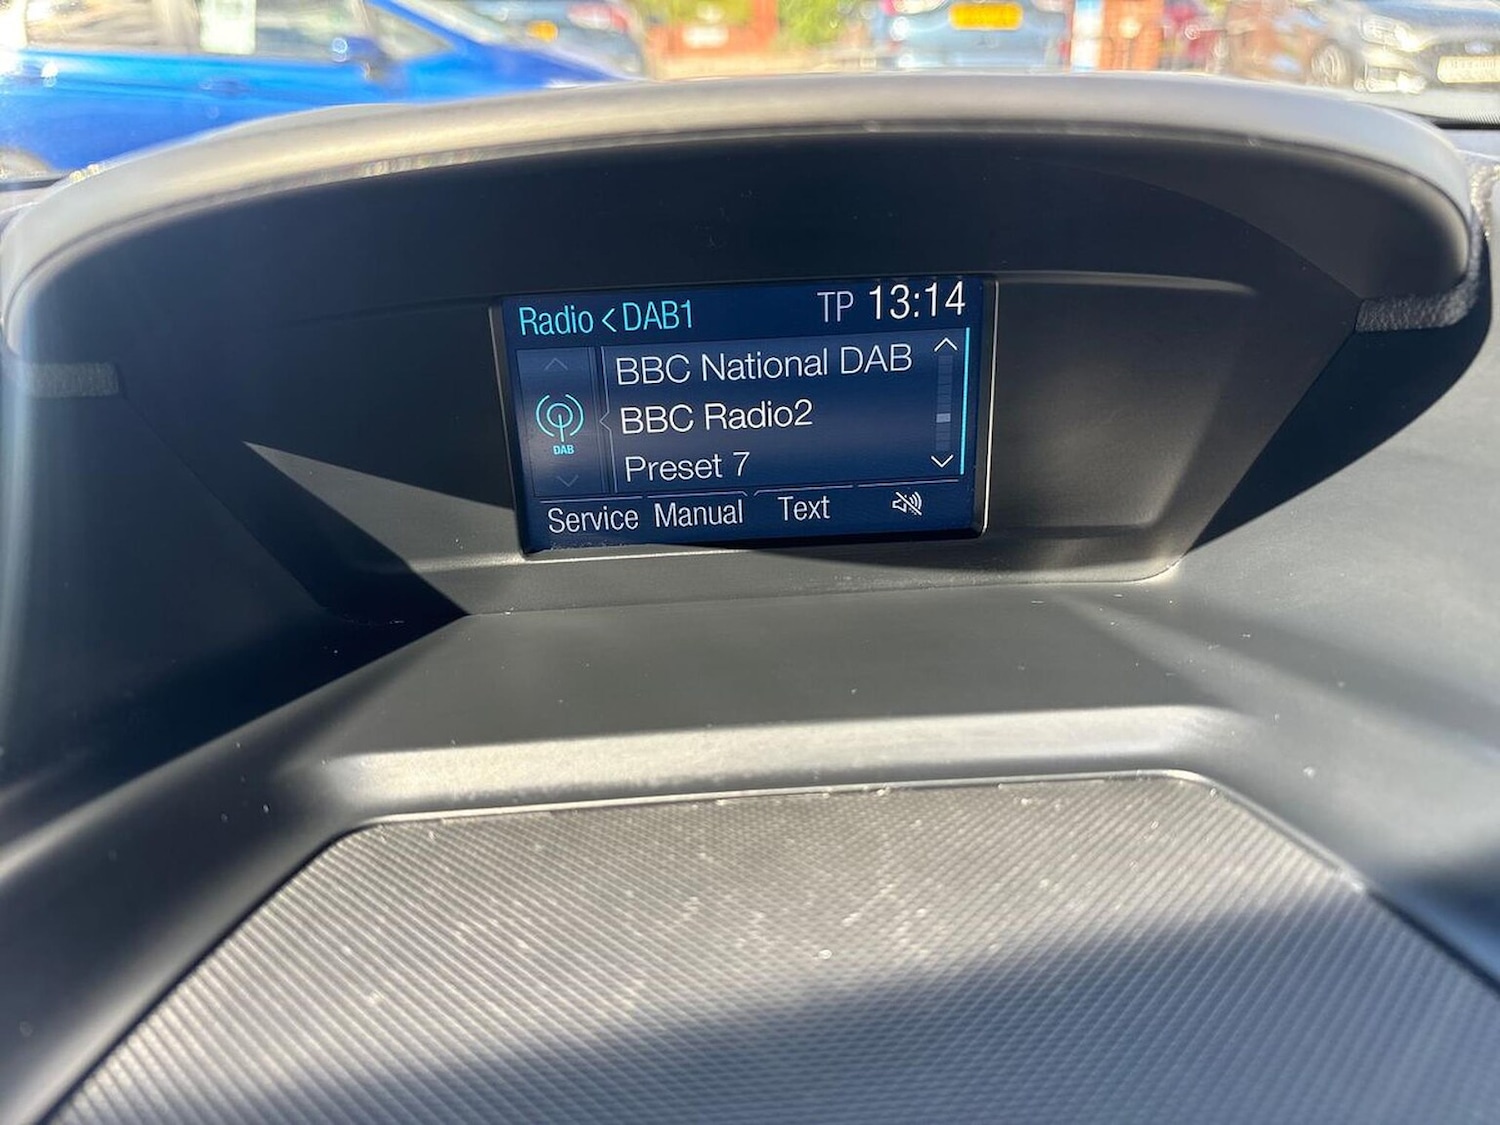 Radio < DAB1 TP 13:14
BBC National DAB
DAB
BBC Radio2
Preset 7
Service Manual Text